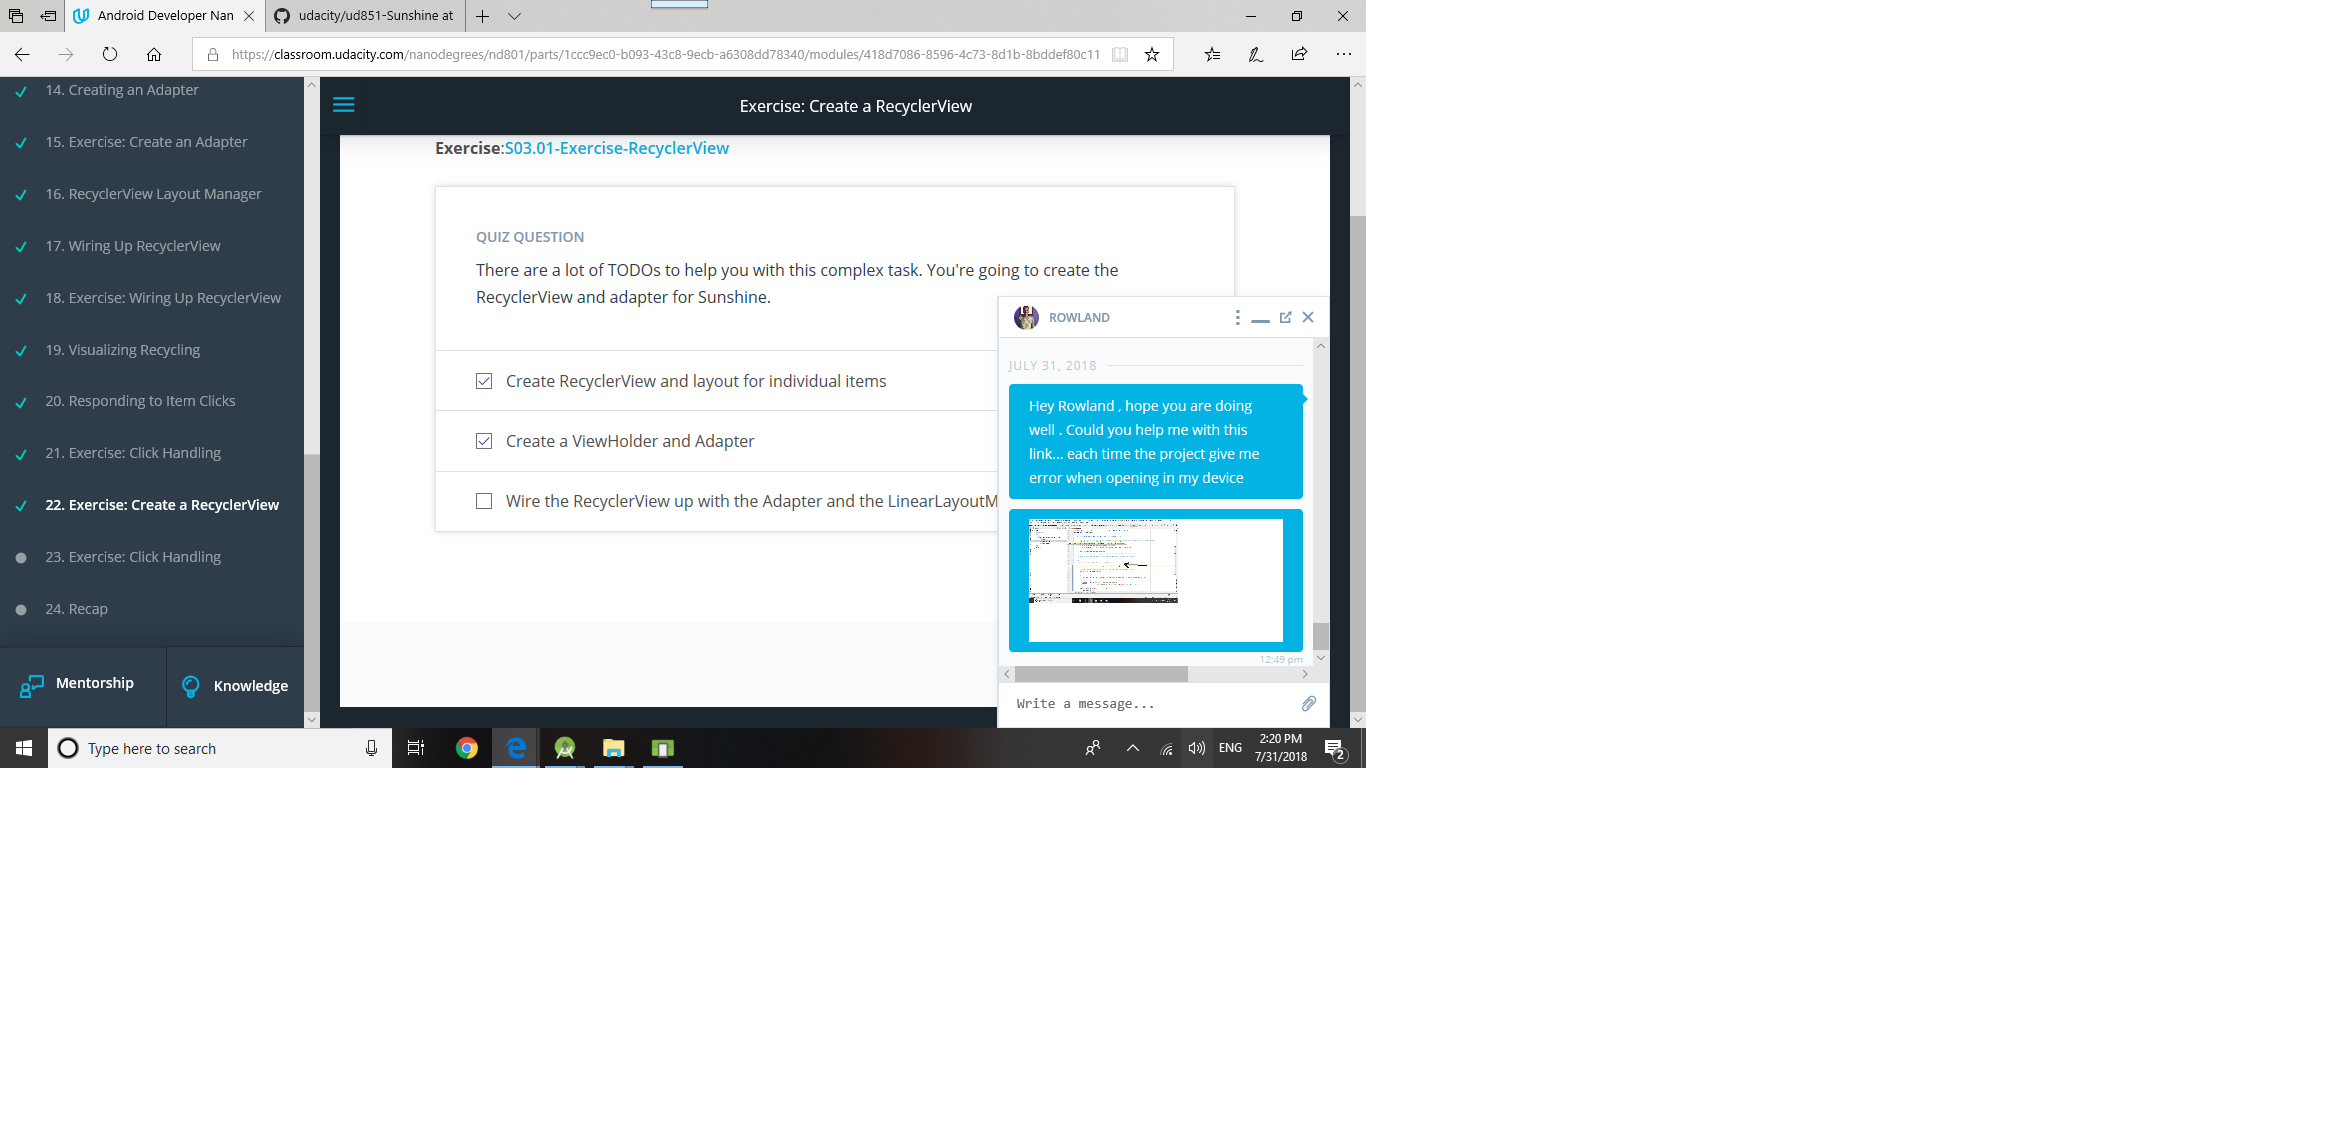 Android Developer Nan
udacity/ud851-Sunshine at
https://classroom.udacity.com/nanodegrees/nd801/parts/1ccc9ec0-b093-43c8-9ecb-a6308dd78340/modules/418d7086-8596-4c73-8d1b-8bddef80c11
14. Creating an Adapter
15. Exercise: Create an Adapter
16. RecyclerView Layout Manager
17. Wiring Up RecyclerView
18. Exercise: Wiring Up RecyclerView
19. Visualizing Recycling
20. Responding to Item Clicks
21. Exercise: Click Handling
22. Exercise: Create a RecyclerView
23. Exercise: Click Handling
24. Recap
Mentorship
Knowledge
Exercise: Create a RecyclerView
Exercise:S03.01-Exercise-RecyclerView
QUIZ QUESTION
There are a lot of TODOs to help you with this complex task. You're going to create the
RecyclerView and adapter for Sunshine.
Create RecyclerView and layout for individual items
Create a ViewHolder and Adapter
Wire the RecyclerView up with the Adapter and the LinearLayoutM
ROWLAND
JULY 31, 2018
Hey Rowland , hope you are doing
well . Could you help me with this
link... each time the project give me
error when opening in my device
12:49 pm
Write a message...
Type here to search
ENG
2:20 PM
7/31/2018
2